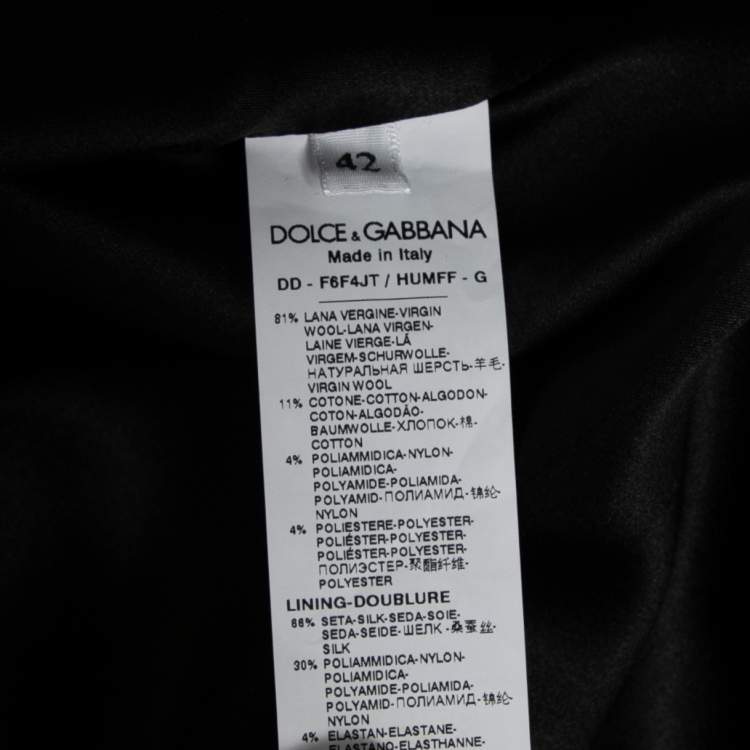 42
DOLCE & GABBANA
Made in Italy
DD - F6F4JT / HUMFF - G
81% LANA VERGINE-VIRGIN
WOOL-LANA VIRGEN-
LAINE VIERGE-LÃ
VIRGEM-SCHURWOLLE-
НАТУРАЛЬНАЯ ШЕРСТЬ-羊毛-
VIRGIN WOOL
11% COTONE-COTTON-ALGODON-
COTON-ALGODÃO-
BAUMWOLLE-ХЛОПОК-棉-
COTTON
4% POLIAMMIDICA-NYLON-
POLIAMIDICA-
POLYAMIDE-POLIAMIDA-
POLYAMID-ПОЛИАМИД-锦纶-
NYLON
4% POLIESTERE-POLYESTER-
POLIÉSTER-POLYESTER-
POLIÉSTER-POLYESTER-
ПОЛИЭСТЕР-聚酯纤维-
POLYESTER
LINING-DOUBLURE
66% SETA-SILK-SEDA-SOIE-
SEDA-SEIDE-ШЕЛК-桑蚕丝-
SILK
30% POLIAMMIDICA-NYLON-
POLIAMIDICA-
POLYAMIDE-POLIAMIDA-
POLYAMID-ПОЛИАМИД-锦纶-
NYLON
4% ELASTAN-ELASTANE-
ELASTANO-ELASTHANNE-